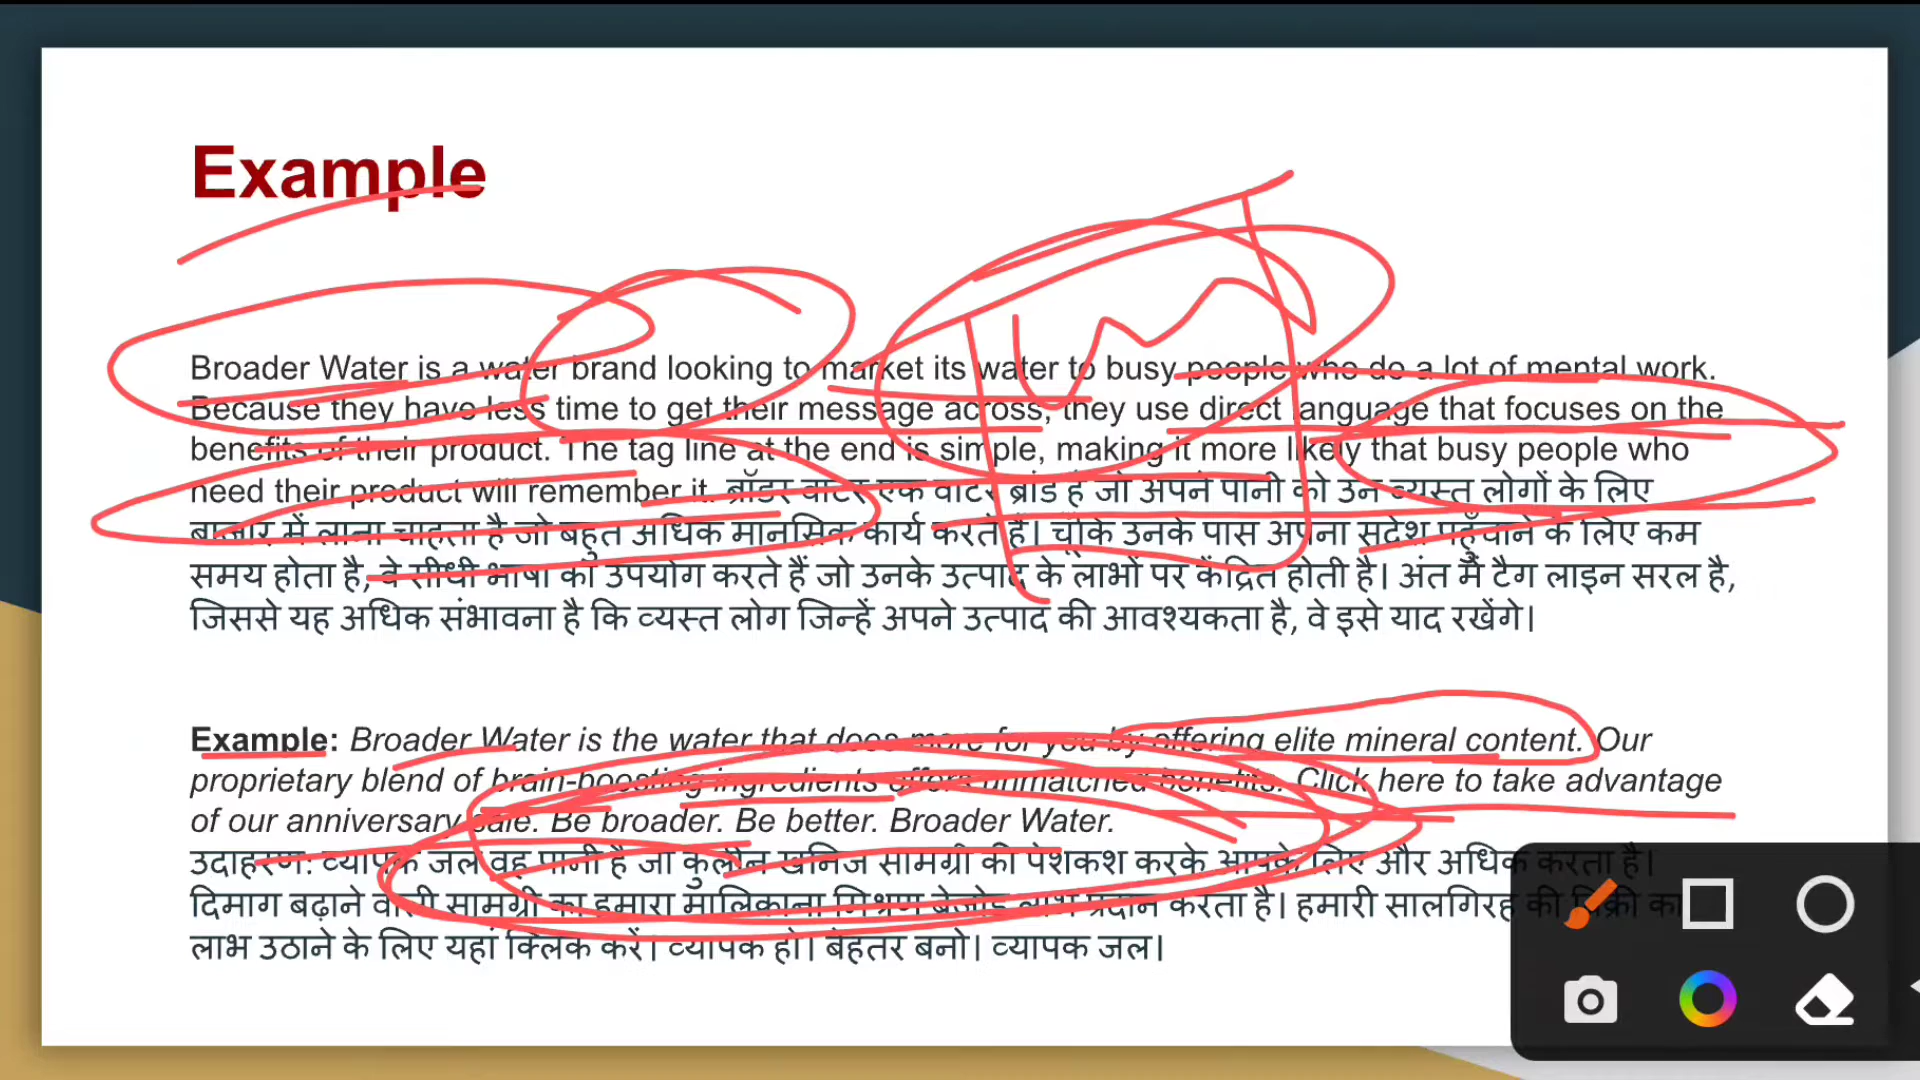 Example
Broader Water is a water brand looking to market its water to busy people who do a lot of mental work.
Because they have less time to get their message across, they use direct language that focuses on the
benefits of their product. The tag line at the end is simple, making it more likely that busy people who
need their product will remember it. ब्रॉडर वाटर एक वाटर ब्रांड है जो अपने पानी को उन व्यस्त लोगों के लिए
बाजार में लाना चाहता है जो बहुत अधिक मानसिक कार्य करते हैं। चूंकि उनके पास अपना संदेश पहुँचाने के लिए कम
समय होता है, वे सीधी भाषा का उपयोग करते हैं जो उनके उत्पाद के लाभों पर केंद्रित होती है। अंत में टैग लाइन सरल है,
जिससे यह अधिक संभावना है कि व्यस्त लोग जिन्हें अपने उत्पाद की आवश्यकता है, वे इसे याद रखेंगे।
Example: Broader Water is the water that does more for you by offering elite mineral content. Our
proprietary blend of brain-boosting ingredients offers unmatched benefits. Click here to take advantage
of our anniversary sale. Be broader. Be better. Broader Water.
उदाहरण: व्यापक जल वह पानी है जो कुलीन खनिज सामग्री की पेशकश करके आपके लिए और अधिक करता है।
दिमाग बढ़ाने वाली सामग्री का हमारा मालिकाना मिश्रण बेजोड़ लाभ प्रदान करता है। हमारी सालगिरह की बिक्री का
लाभ उठाने के लिए यहां क्लिक करें। व्यापक हो। बेहतर बनो। व्यापक जल।